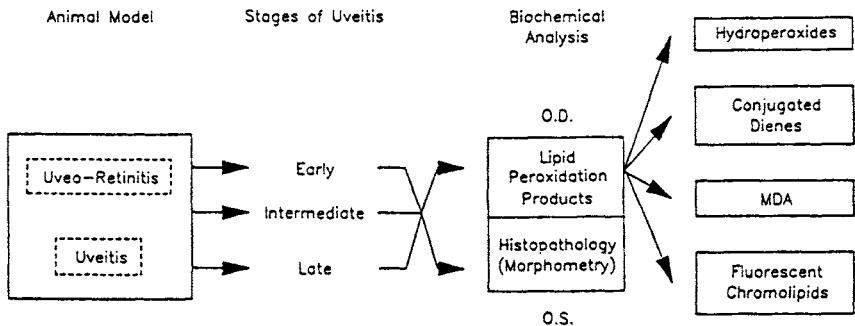 Animal Model
Stages of Uveitis
Biochemical
Analysis
Uveo-Retinitis
Uveitis
Early
Intermediate
Late
O.D.
Lipid
Peroxidation
Products
Histopathology
(Morphometry)
O.S.
Hydroperoxides
Conjugated
Dienes
MDA
Fluorescent
Chromolipids